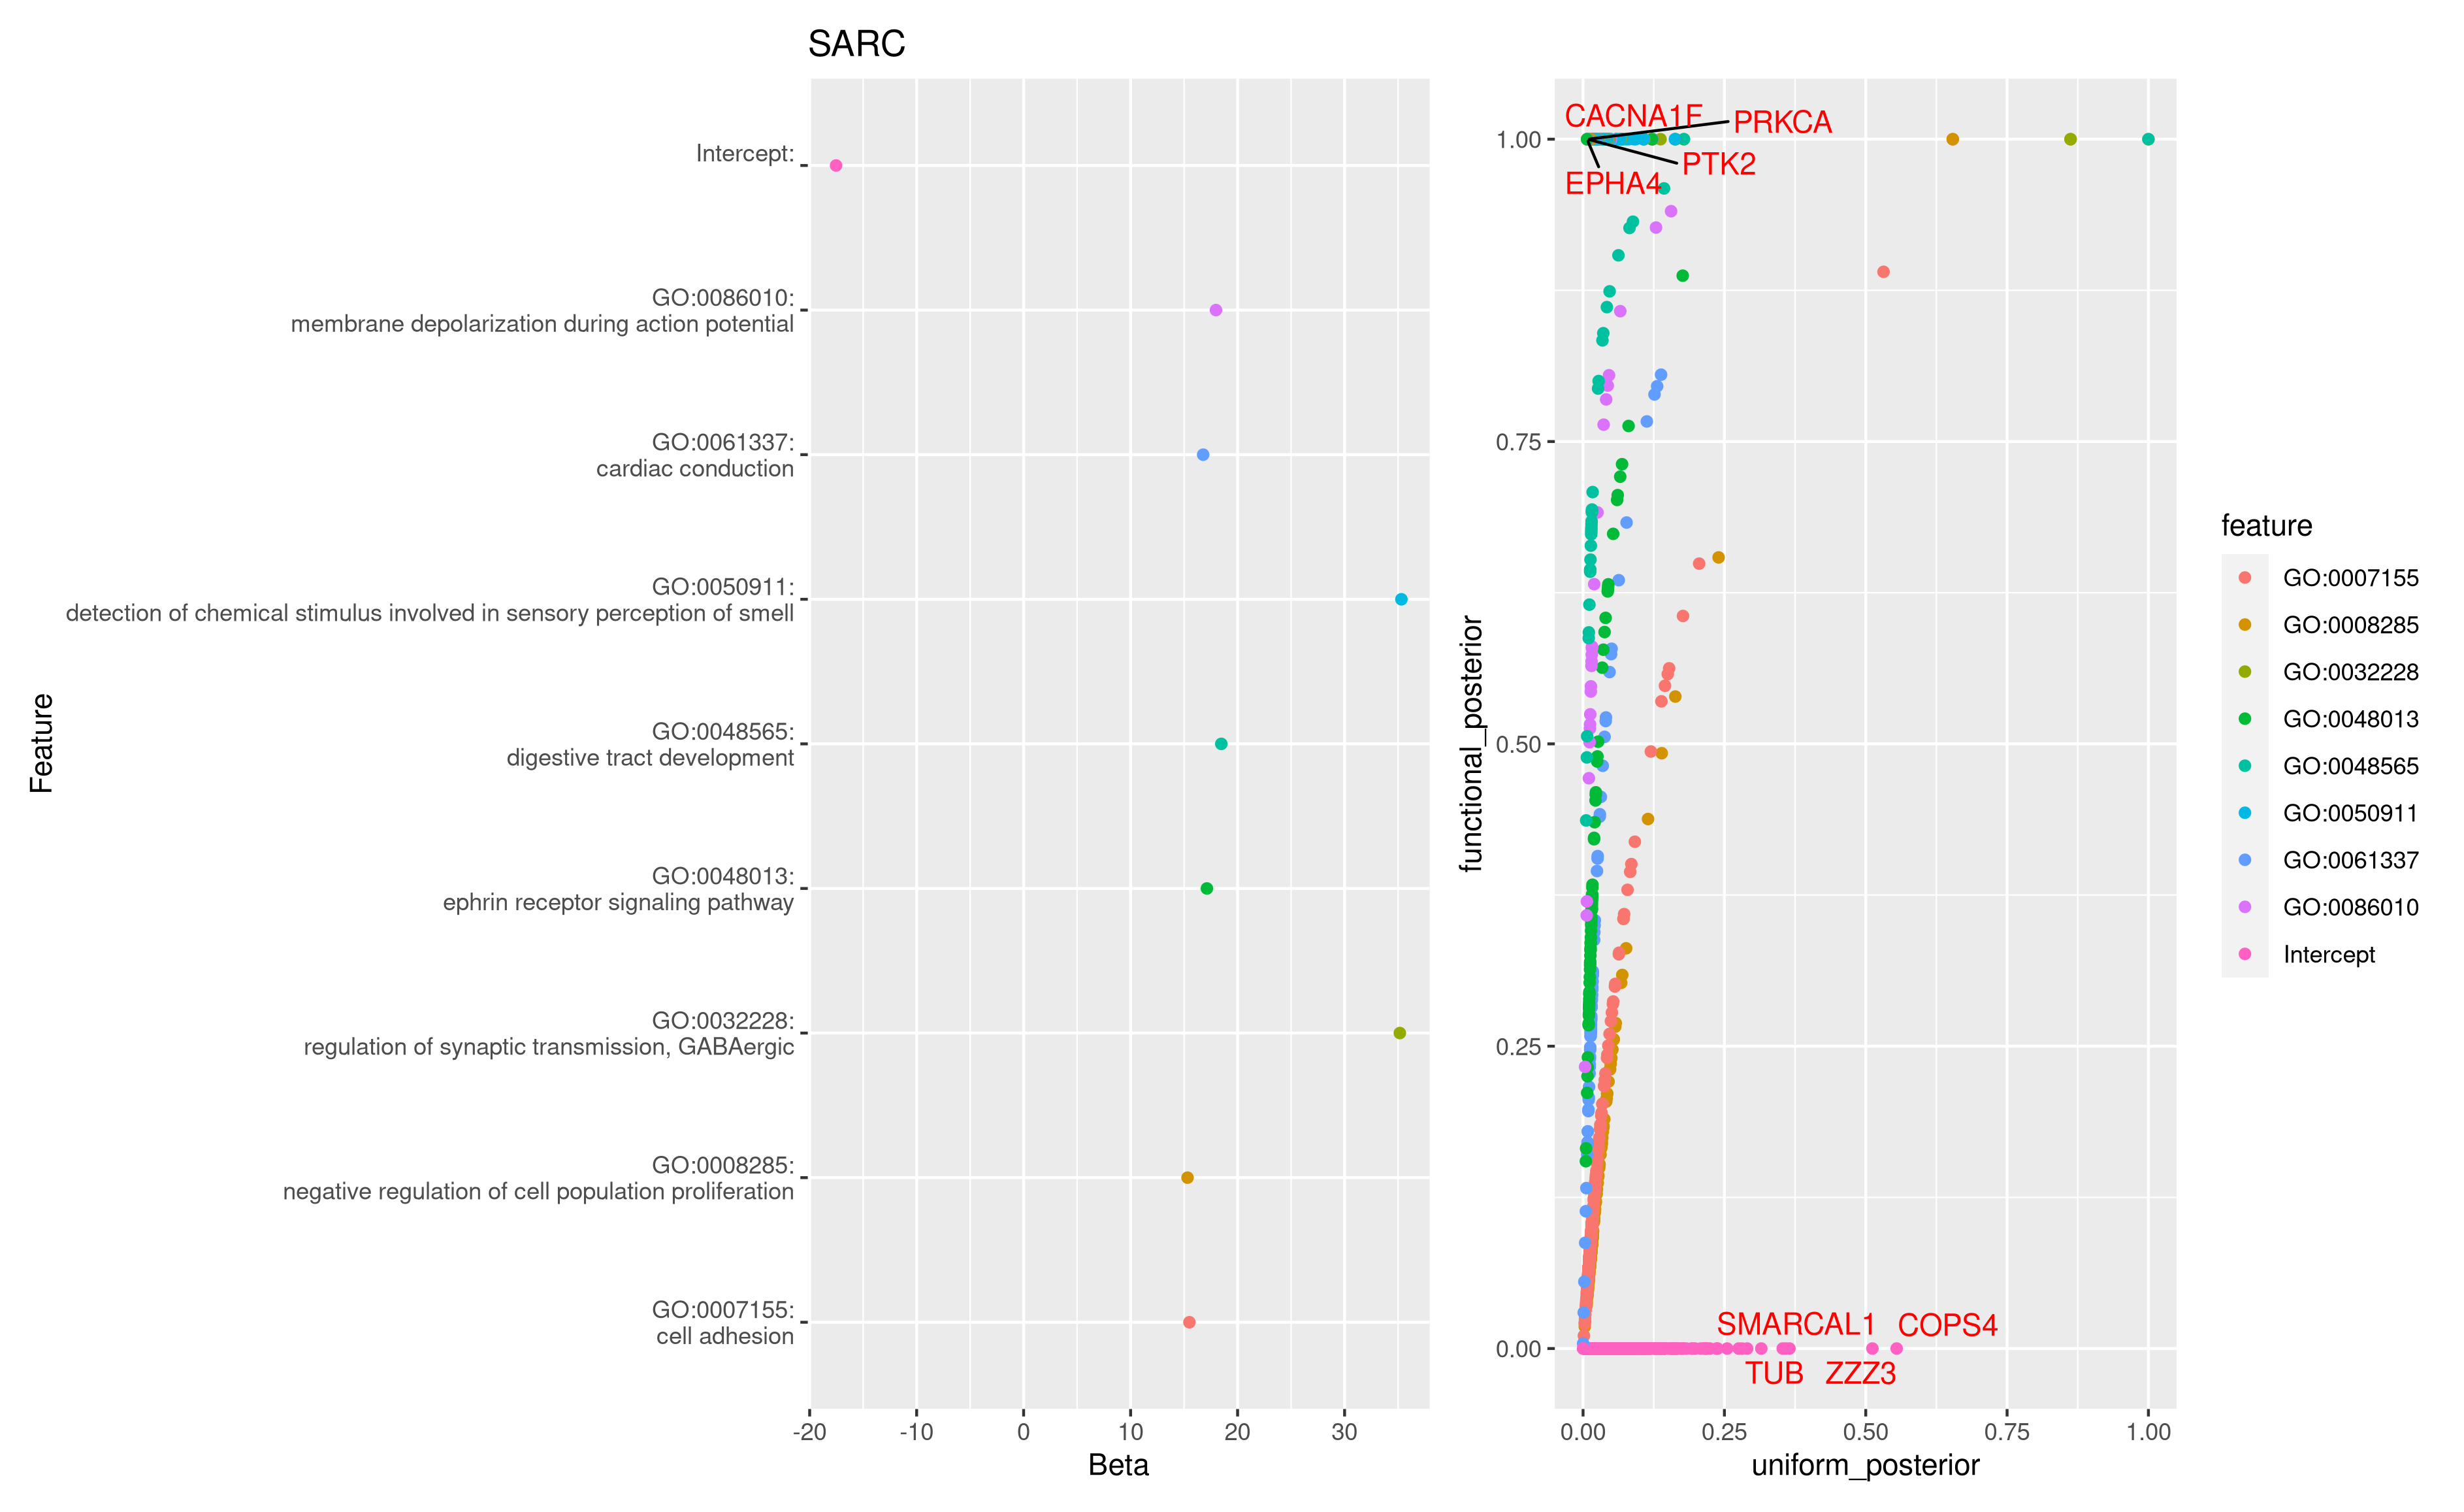 SARC
Feature
Intercept:
GO:0086010:
membrane depolarization during action potential
GO:0061337:
cardiac conduction
GO:0050911:
detection of chemical stimulus involved in sensory perception of smell
GO:0048565:
digestive tract development
GO:0048013:
ephrin receptor signaling pathway
GO:0032228:
regulation of synaptic transmission, GABAergic
GO:0008285:
negative regulation of cell population proliferation
GO:0007155:
cell adhesion
-20 -10 0 10 20 30
Beta
functional_posterior
1.00
0.75
0.50
0.25
0.00
CACNA1F
PRKCA
PTK2
EPHA4
SMARCAL1
COPS4
TUB
ZZZ3
0.00 0.25 0.50 0.75 1.00
uniform_posterior
feature
GO:0007155
GO:0008285
GO:0032228
GO:0048013
GO:0048565
GO:0050911
GO:0061337
GO:0086010
Intercept